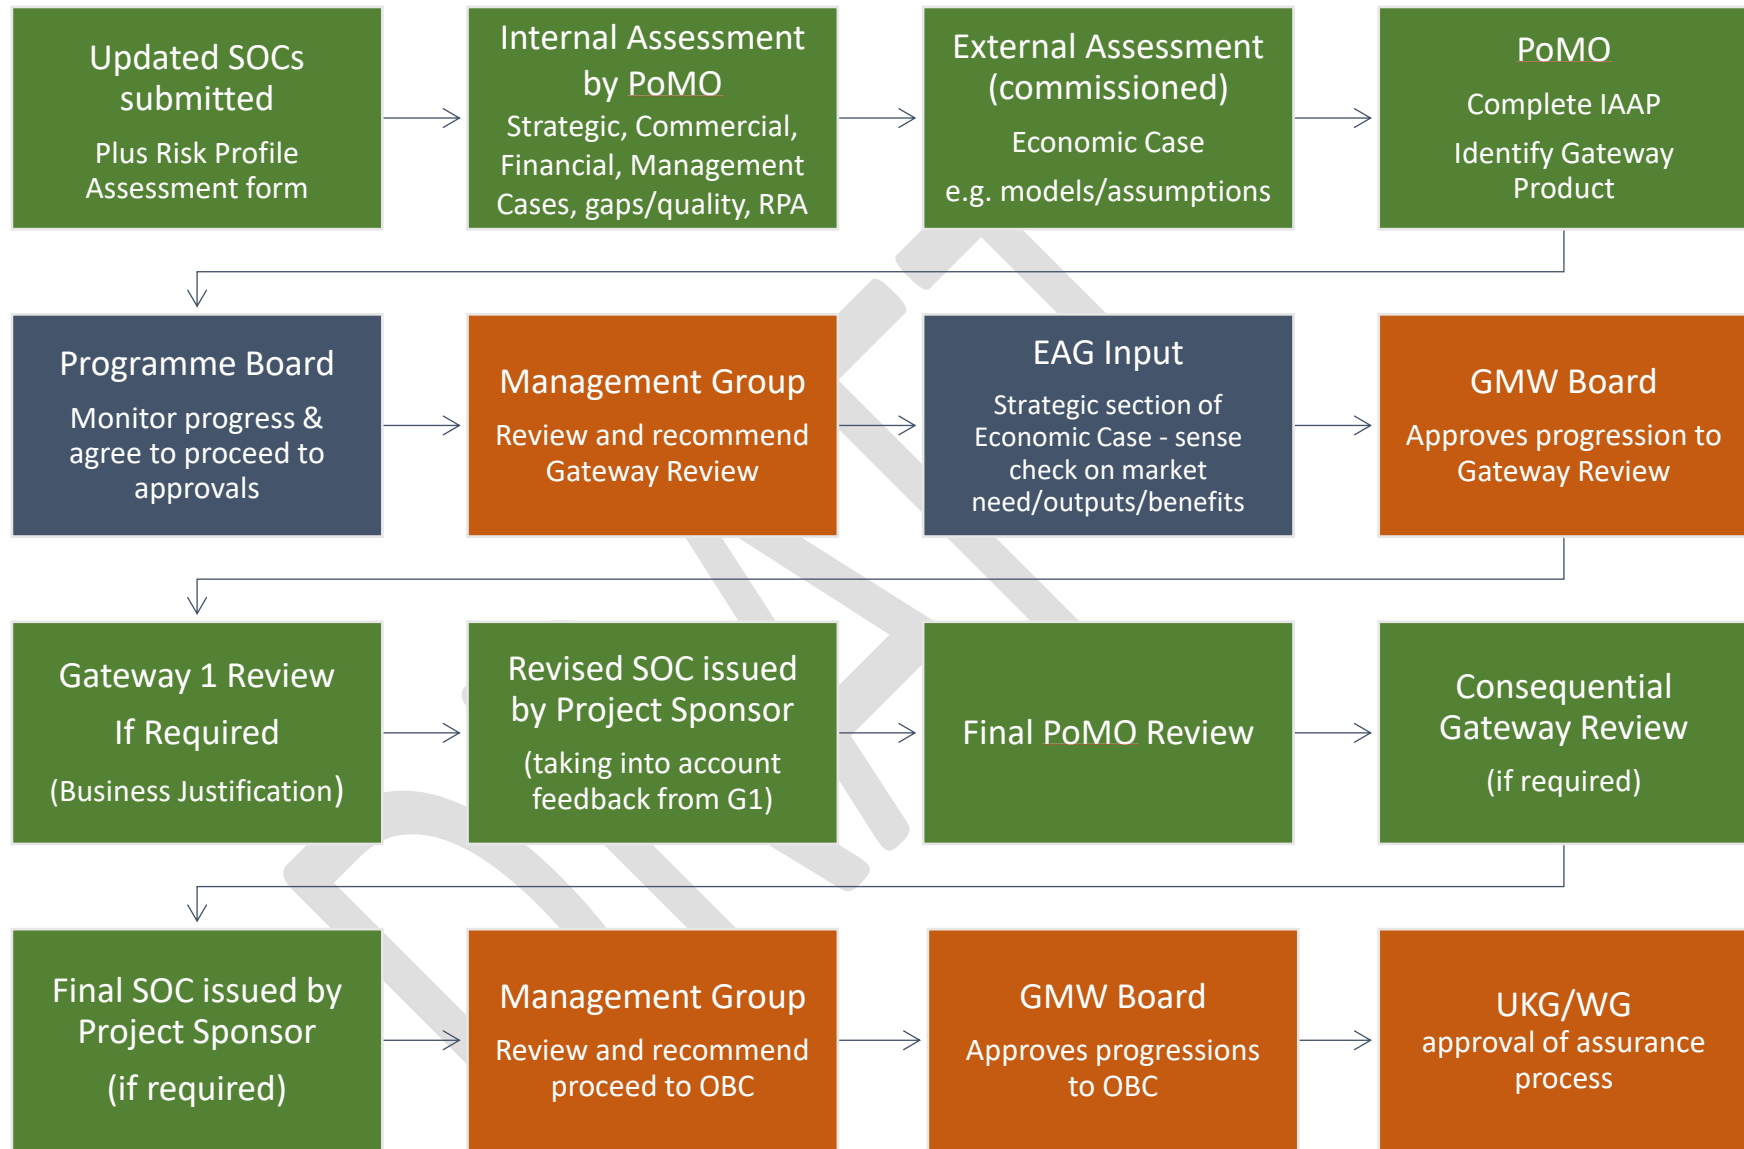 Updated SOCs
submitted
Plus Risk Profile
Assessment form
Internal Assessment
by PoMO
Strategic, Commercial,
Financial, Management
Cases, gaps/quality, RPA
External Assessment
(commissioned)
Economic Case
e.g. models/assumptions
PoMO
Complete IAAP
Identify Gateway
Product
Programme Board
Monitor progress &
agree to proceed to
approvals
Management Group
Review and recommend
Gateway Review
EAG Input
Strategic section of
Economic Case - sense
check on market
need/outputs/benefits
GMW Board
Approves progression to
Gateway Review
Gateway 1 Review
If Required
(Business Justification)
Revised SOC issued
by Project Sponsor
(taking into account
feedback from G1)
Final PoMO Review
Consequential
Gateway Review
(if required)
Final SOC issued by
Project Sponsor
(if required)
Management Group
Review and recommend
proceed to OBC
GMW Board
Approves progressions
to OBC
UKG/WG
approval of assurance
process
DRAFT